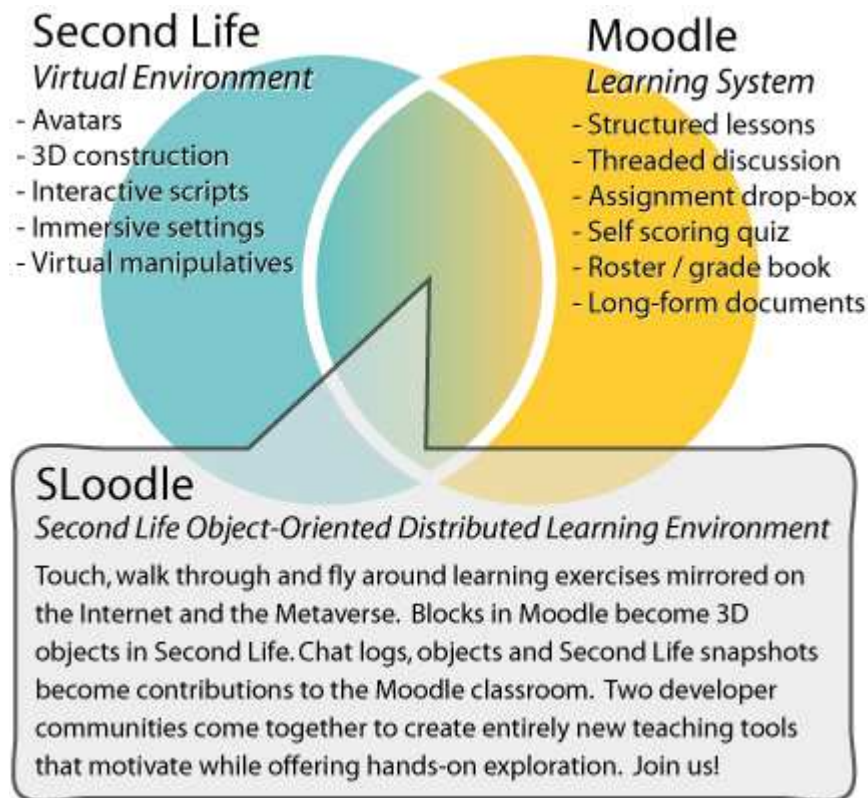 Second Life
Virtual Environment
- Avatars
- 3D construction
- Interactive scripts
- Immersive settings
- Virtual manipulatives
Moodle
Learning System
- Structured lessons
- Threaded discussion
- Assignment drop-box
- Self scoring quiz
- Roster / grade book
- Long-form documents
SLoodle
Second Life Object-Oriented Distributed Learning Environment
Touch, walk through and fly around learning exercises mirrored on
the Internet and the Metaverse. Blocks in Moodle become 3D
objects in Second Life. Chat logs, objects and Second Life snapshots
become contributions to the Moodle classroom. Two developer
communities come together to create entirely new teaching tools
that motivate while offering hands-on exploration. Join us!